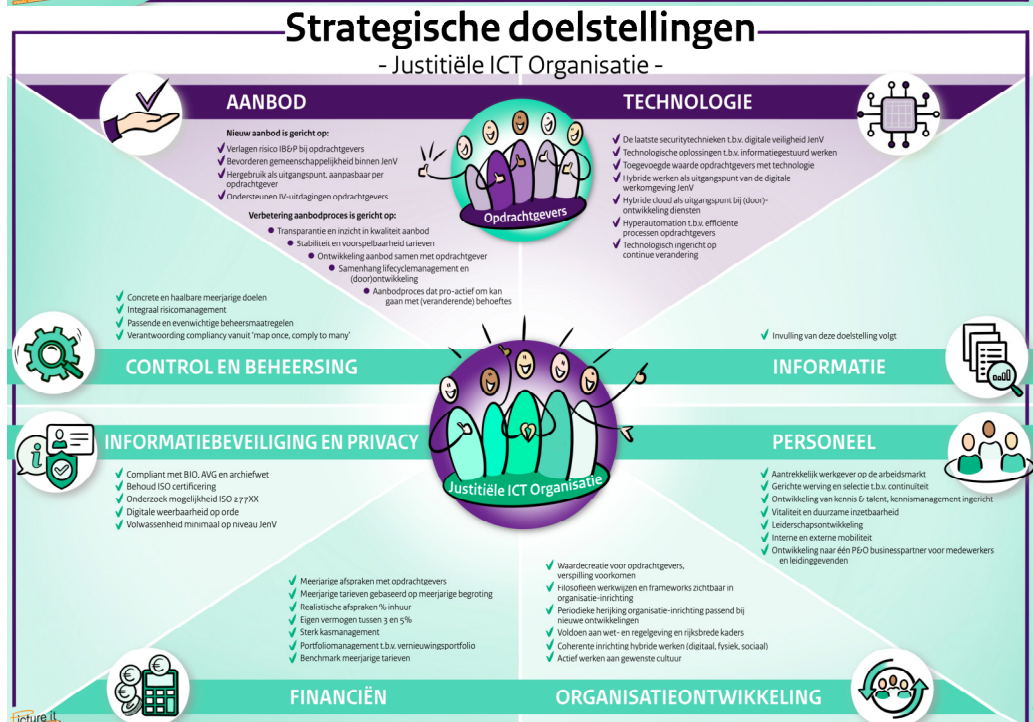 Strategische doelstellingen
- Justitiële ICT Organisatie -
AANBOD
Nieuw aanbod is gericht op:
Verlagen risico IB&P bij opdrachtgevers
Bevorderen gemeenschappelijkheid binnen JenV
Hergebruik als uitgangspunt, aanpasbaar per
opdrachtgever
Ondersteunen IV-uitdagingen opdrachtgevers
Verbetering aanbodproces is gericht op:
Transparantie en inzicht in kwaliteit aanbod
Stabiliteit en voorspelbaarheid tarieven
Ontwikkeling aanbod samen met opdrachtgever
Samenhang lifecyclemanagement en
(door)ontwikkeling
Aanbodproces dat pro-actief om kan
gaan met (veranderende) behoeftes
Opdrachtgevers
TECHNOLOGIE
De laatste securitytechnieken t.b.v. digitale veiligheid JenV
Technologische oplossingen t.b.v. informatiegestuurd werken
Toegevoegde waarde opdrachtgevers met technologie
Hybride werken als uitgangspunt van de digitale
werkomgeving JenV
Hybride cloud als uitgangspunt bij (door)-
ontwikkeling diensten
Hyperautomation t.b.v. efficiënte
processen opdrachtgevers
Technologisch ingericht op
continue verandering
Concrete en haalbare meerjarige doelen
Integraal risicomanagement
Passende en evenwichtige beheersmaatregelen
Verantwoording compliancy vanuit 'map once, comply to many'
CONTROL EN BEHEERSING
Invulling van deze doelstelling volgt
INFORMATIE
INFORMATIEBEVEILIGING EN PRIVACY
Compliant met BIO, AVG en archiefwet
Behoud ISO certificering
Onderzoek mogelijkheid ISO 277XX
Digitale weerbaarheid op orde
Volwassenheid minimaal op niveau JenV
Justitiële ICT Organisatie
PERSONEEL
Aantrekkelijk werkgever op de arbeidsmarkt
Gerichte werving en selectie t.b.v. continuïteit
Ontwikkeling van kennis & talent, kennismanagement ingericht
Vitaliteit en duurzame inzetbaarheid
Leiderschapsontwikkeling
Interne en externe mobiliteit
Ontwikkeling naar één P&O businesspartner voor medewerkers
en leidinggevenden
Meerjarige afspraken met opdrachtgevers
Meerjarige tarieven gebaseerd op meerjarige begroting
Realistische afspraken % inhuur
Eigen vermogen tussen 3 en 5%
Sterk kasmanagement
Portfoliomanagement t.b.v. vernieuwingsportfolio
Benchmark meerjarige tarieven
FINANCIËN
Waardecreatie voor opdrachtgevers,
verspilling voorkomen
Filosofieën werkwijzen en frameworks zichtbaar in
organisatie-inrichting
Periodieke herijking organisatie-inrichting passend bij
nieuwe ontwikkelingen
Voldoen aan wet- en regelgeving en rijksbrede kaders
Coherente inrichting hybride werken (digitaal, fysiek, sociaal)
Actief werken aan gewenste cultuur
ORGANISATIEONTWIKKELING